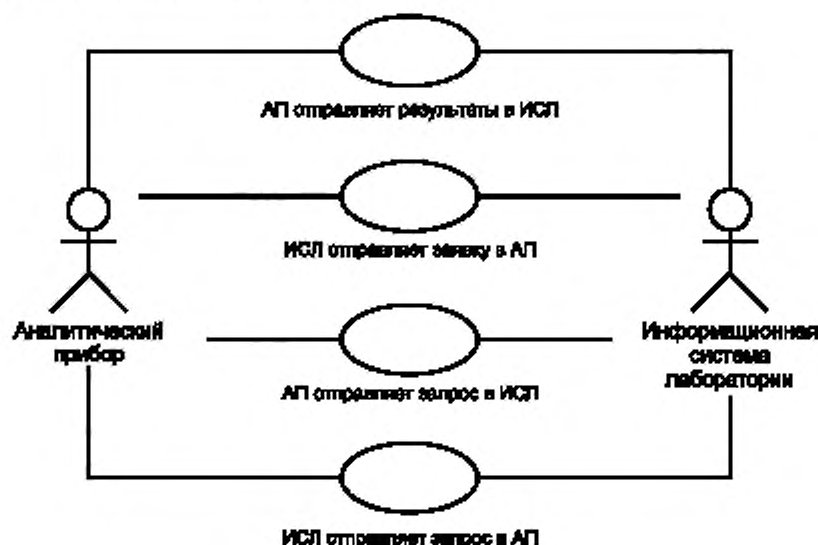 АП отправляет результаты в ИСЛ
ИСЛ отправляет заявку в АП
Аналитический
прибор
Информационная
система
лаборатории
АП отправляет запрос в ИСЛ
ИСЛ отправляет запрос в АП